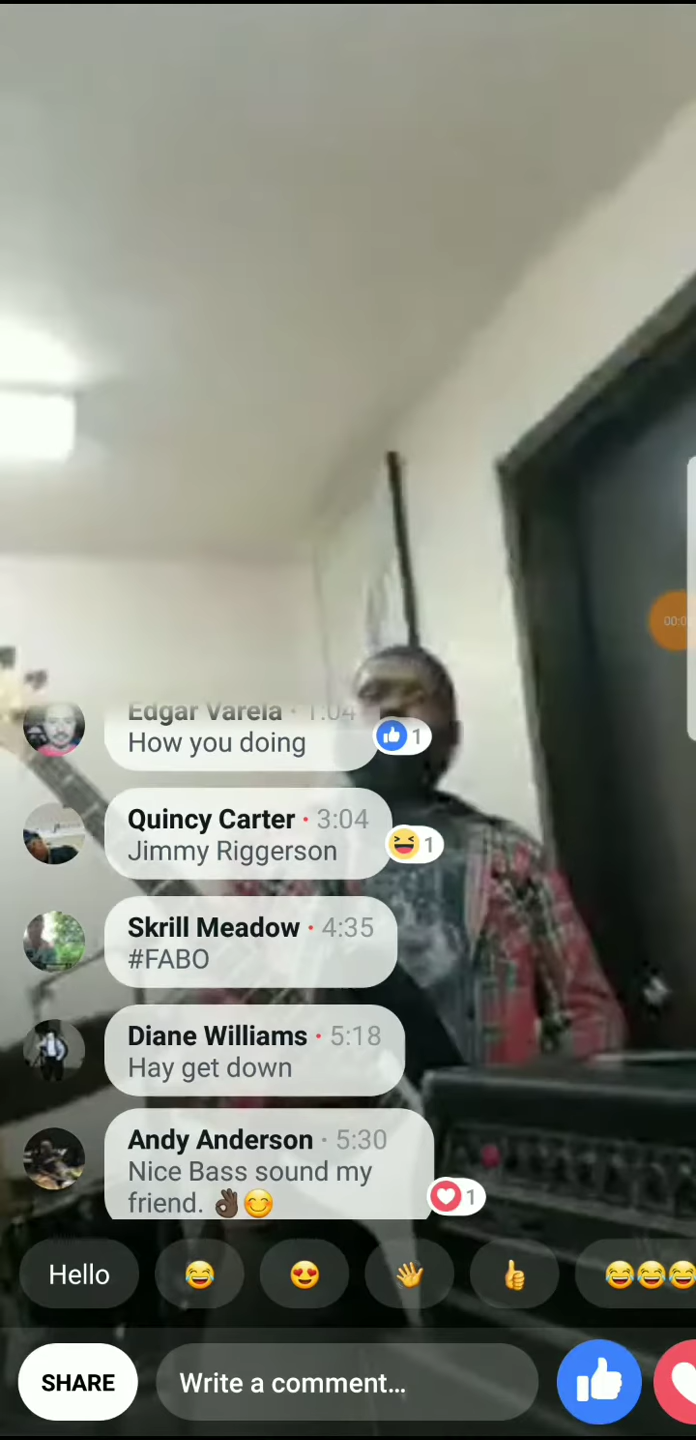 Edgar Varela · 1:04
How you doing
1
Quincy Carter · 3:04
Jimmy Riggerson
1
Skrill Meadow · 4:35
#FABO
Diane Williams · 5:18
Hay get down
Andy Anderson · 5:30
Nice Bass sound my
friend. 👌🏿😊
1
Hello
😂
😍
👋
👍
😂😂😂
SHARE
Write a comment...